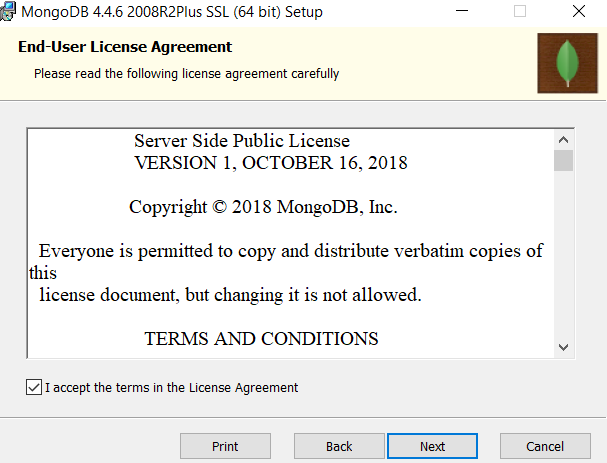 MongoDB 4.4.6 2008R2Plus SSL (64 bit) Setup
End-User License Agreement
Please read the following license agreement carefully
Server Side Public License
VERSION 1, OCTOBER 16, 2018
Copyright © 2018 MongoDB, Inc.
Everyone is permitted to copy and distribute verbatim copies of
this
license document, but changing it is not allowed.
TERMS AND CONDITIONS
I accept the terms in the License Agreement
Print
Back
Next
Cancel